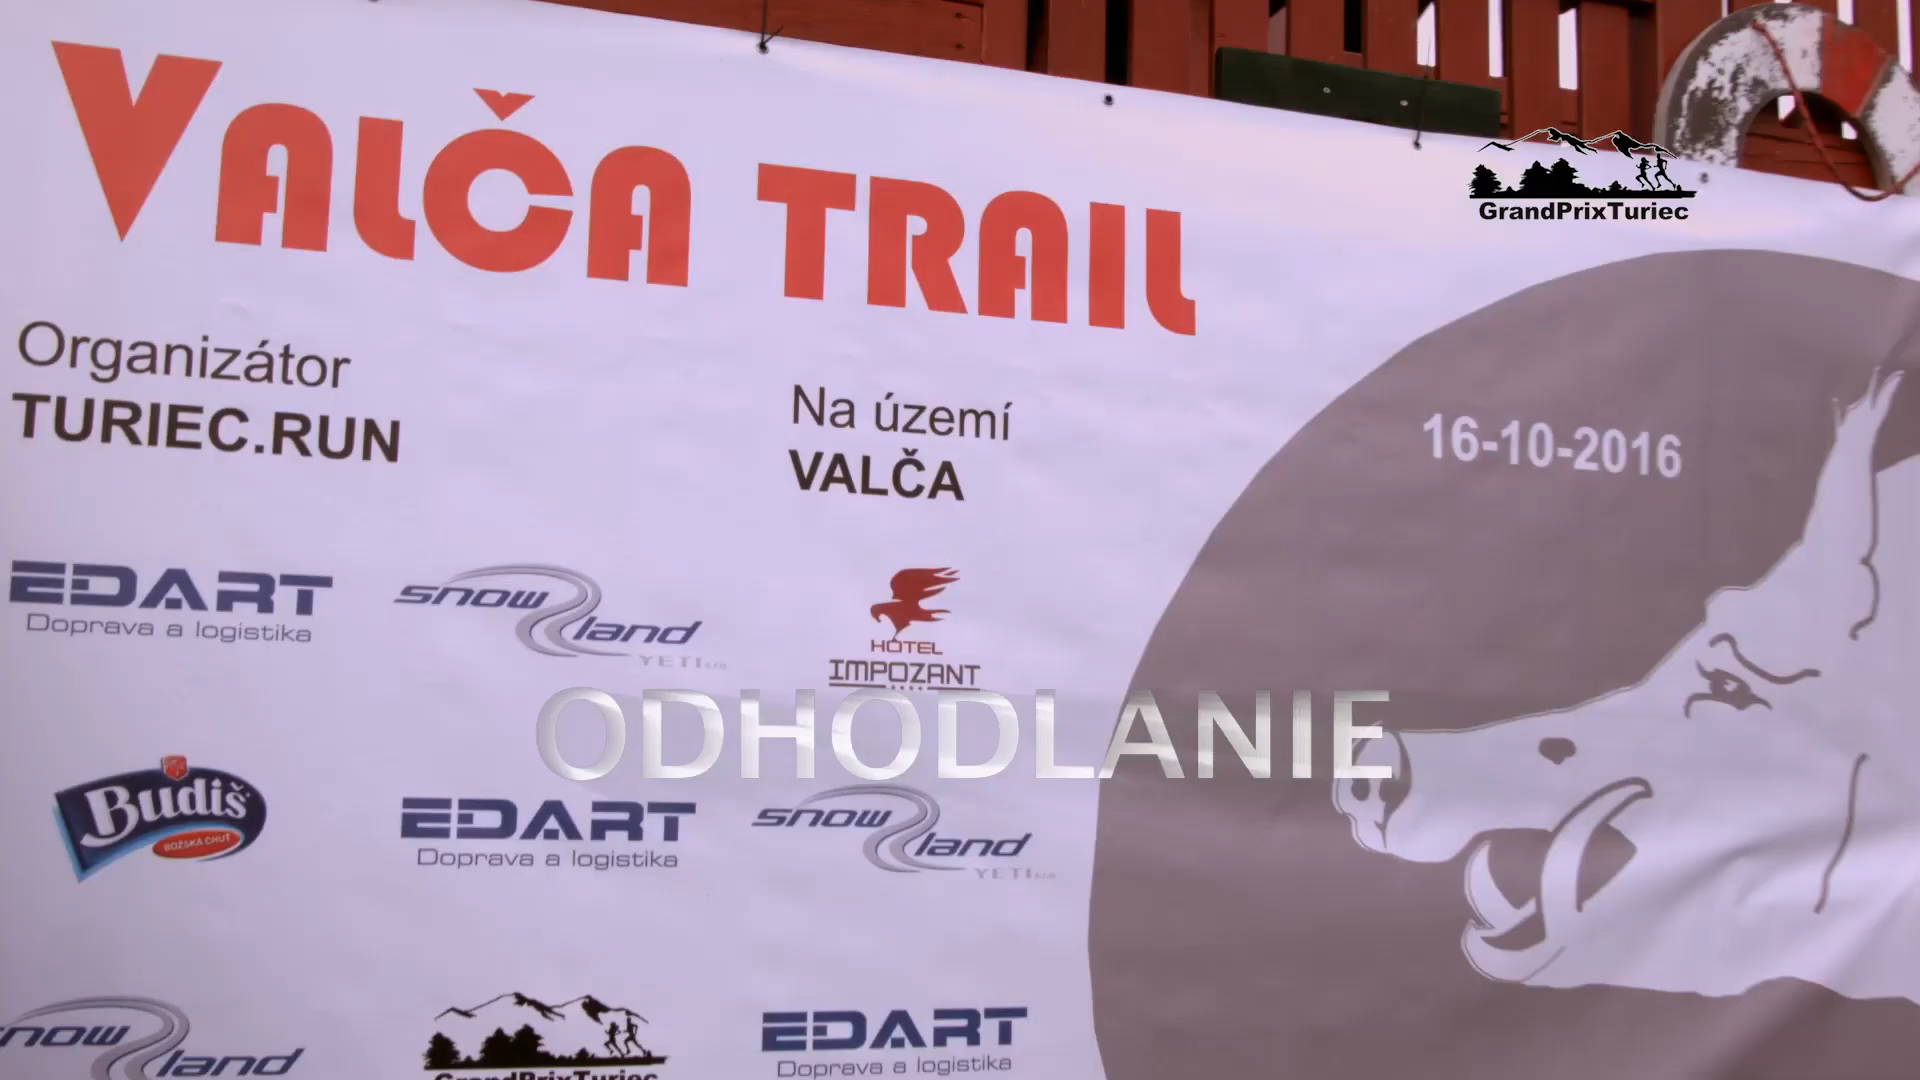 VALČA TRAIL
GrandPrixTuriec
Organizátor
TURIEC.RUN
Na území
VALČA
16-10-2016
EDART
Doprava a logistika
snow land
YETI s.r.o.
HOTEL
IMPOZANT
ODHODLANIE
Budiš
BOŽSKÁ CHUŤ
EDART
Doprava a logistika
snow land
YETI s.r.o.
snow land
GrandPrixTuriec
EDART
Doprava a logistika